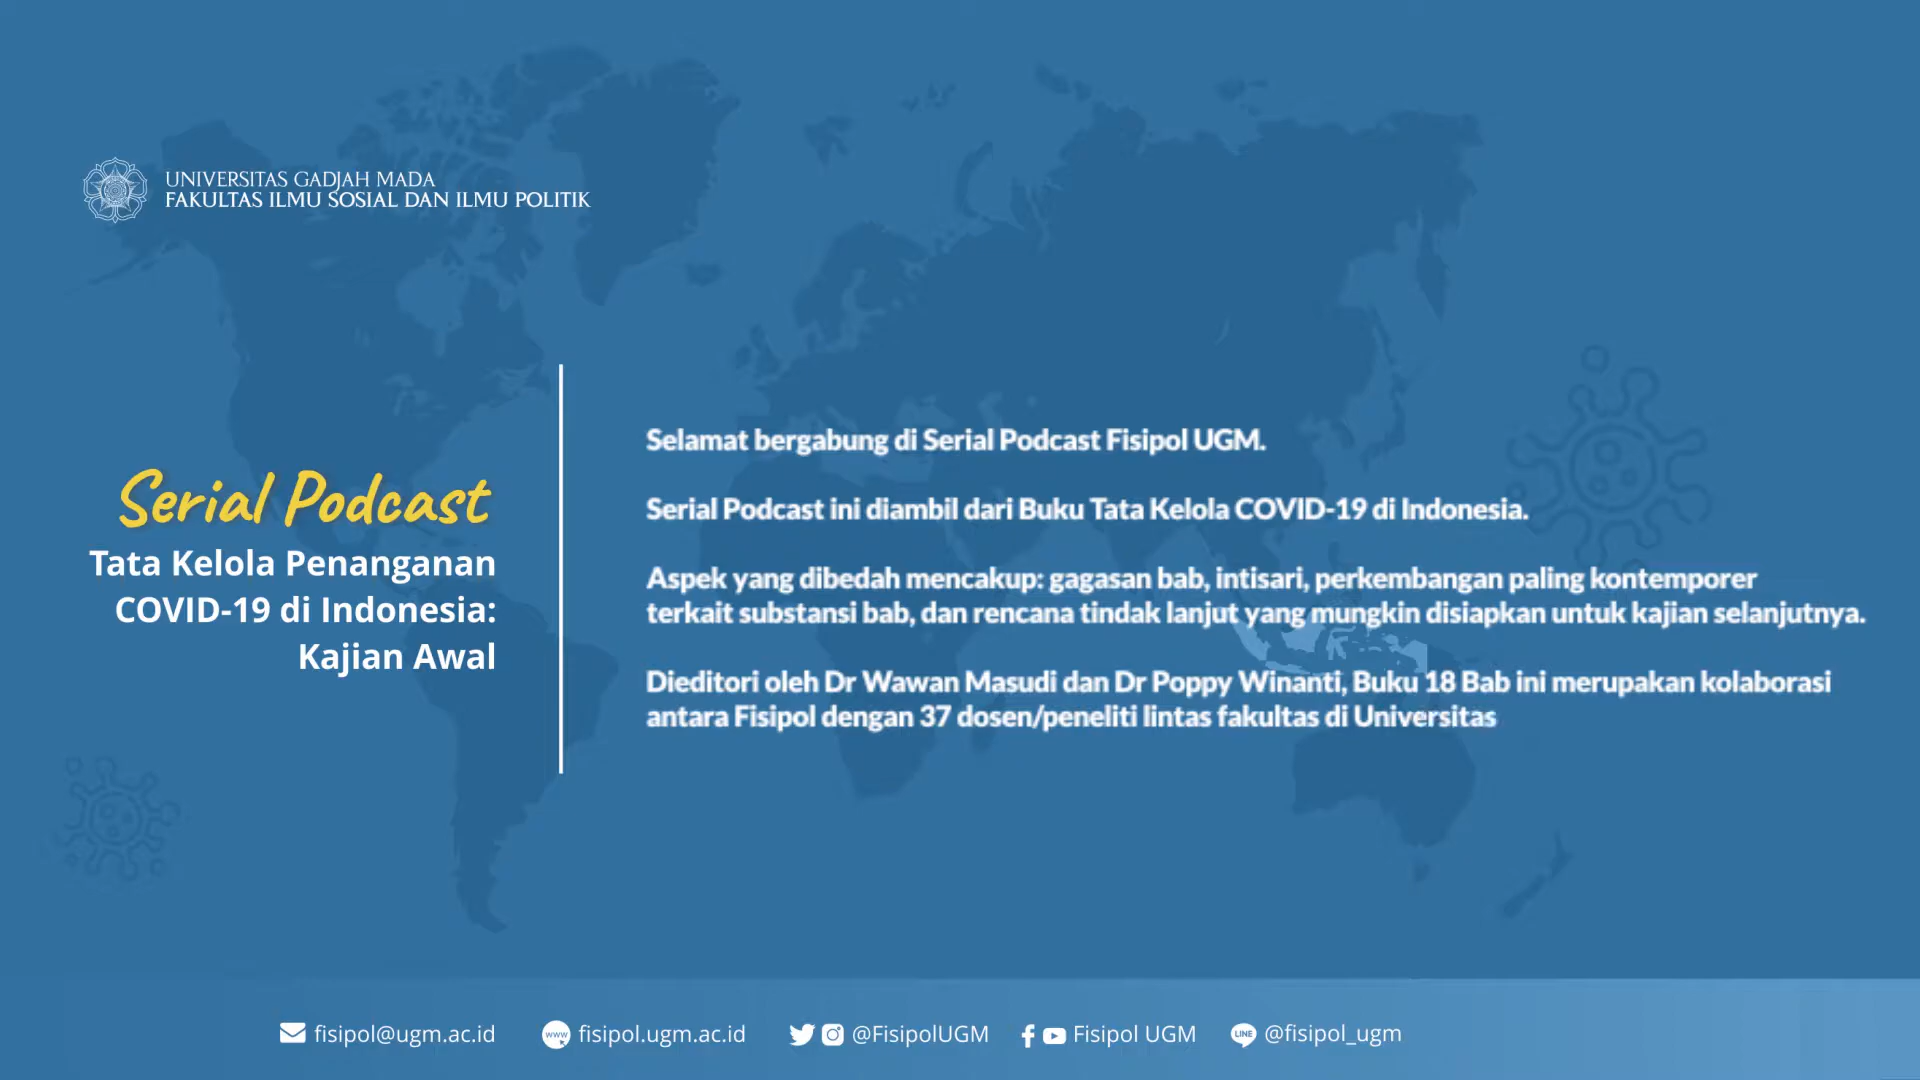 UNIVERSITAS GADJAH MADA
FAKULTAS ILMU SOSIAL DAN ILMU POLITIK
Serial Podcast
Tata Kelola Penanganan
COVID-19 di Indonesia:
Kajian Awal
Selamat bergabung di Serial Podcast Fisipol UGM.
Serial Podcast ini diambil dari Buku Tata Kelola COVID-19 di Indonesia.
Aspek yang dibedah mencakup: gagasan bab, intisari, perkembangan paling kontemporer
terkait substansi bab, dan rencana tindak lanjut yang mungkin disiapkan untuk kajian selanjutnya.
Dieditori oleh Dr Wawan Masudi dan Dr Poppy Winanti, Buku 18 Bab ini merupakan kolaborasi
antara Fisipol dengan 37 dosen/peneliti lintas fakultas di Universitas
fisipol@ugm.ac.id
www fisipol.ugm.ac.id
@FisipolUGM
Fisipol UGM
LINE @fisipol_ugm